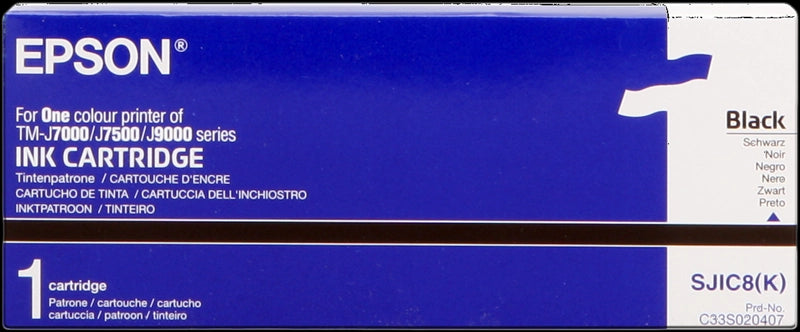 EPSON®
For One colour printer of
TM-J7000/J7500/J9000 series
INK CARTRIDGE
Tintenpatrone / CARTOUCHE D'ENCRE
CARTUCHO DE TINTA / CARTUCCIA DELL'INCHIOSTRO
INKTPATROON / TINTEIRO
Black
Schwarz
Noir
Negro
Nero
Zwart
Preto
1 cartridge
Patrone / cartouche / cartucho
cartuccia / patroon / tinteiro
SJIC8(K)
Prd-No.
C33S020407